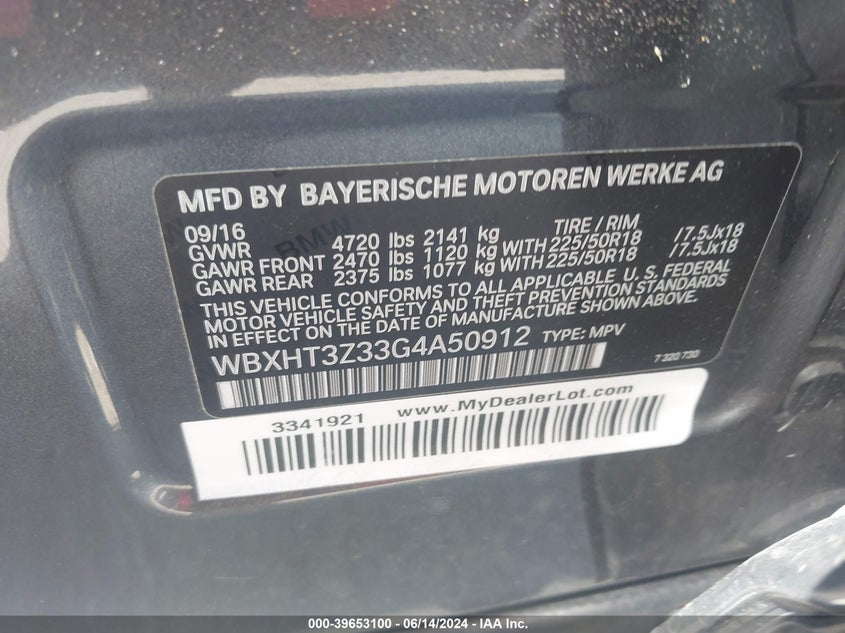 MFD BY BAYERISCHE MOTOREN WERKE AG
09/16 TIRE / RIM
GVWR 4720 lbs 2141 kg
GAWR FRONT 2470 lbs 1120 kg WITH 225/50R18 /7.5Jx18
GAWR REAR 2375 lbs 1077 kg WITH 225/50R18 /7.5Jx18
THIS VEHICLE CONFORMS TO ALL APPLICABLE U. S. FEDERAL
MOTOR VEHICLE SAFETY AND THEFT PREVENTION STANDARDS
IN EFFECT ON THE DATE OF MANUFACTURE SHOWN ABOVE.
WBXHT3Z33G4A50912 TYPE: MPV 7 320 730
3341921 www.MyDealerLot.com
000-39653100 - 06/14/2024 - IAA Inc.